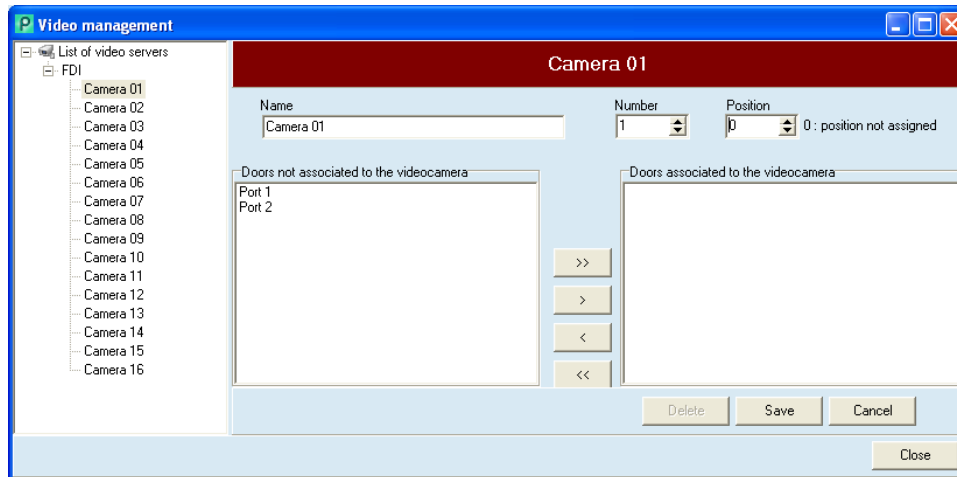 P Video management
List of video servers
FDI
Camera 01
Camera 02
Camera 03
Camera 04
Camera 05
Camera 06
Camera 07
Camera 08
Camera 09
Camera 10
Camera 11
Camera 12
Camera 13
Camera 14
Camera 15
Camera 16
Camera 01
Name Number Position
Camera 01 1 0 0 : position not assigned
Doors not associated to the videocamera
Port 1
Port 2
>>
>
<
<<
Doors associated to the videocamera
Delete Save Cancel
Close